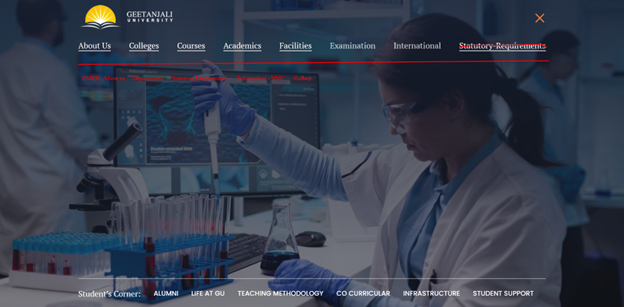 GEETANJALI
UNIVERSITY
About Us Colleges Courses Academics Facilities Examination International Statutory Requirements
Student's Corner: ALUMNI LIFE AT GU TEACHING METHODOLOGY CO CURRICULAR INFRASTRUCTURE STUDENT SUPPORT